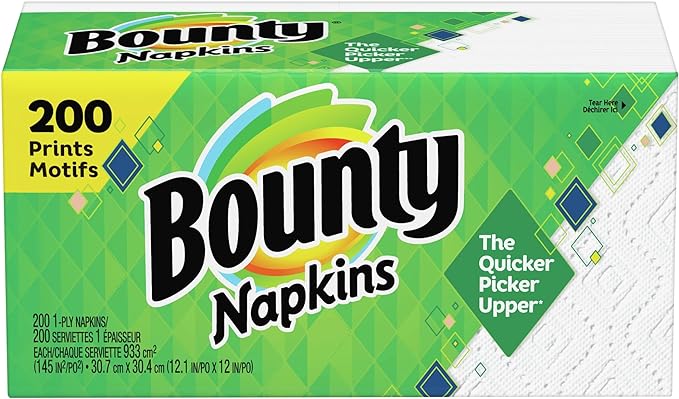 Bounty
Napkins
The
Quicker
Picker
Upper*
200
Prints
Motifs
Tear Here
Déchirer Ici
Bounty
Napkins
The
Quicker
Picker
Upper*
200 1-PLY NAPKINS/
200 SERVIETTES 1 ÉPAISSEUR
EACH/CHAQUE SERVIETTE 933 cm²
(145 IN²/PO²) • 30.7 cm X 30.4 cm (12.1 IN/PO X 12 IN/PO)